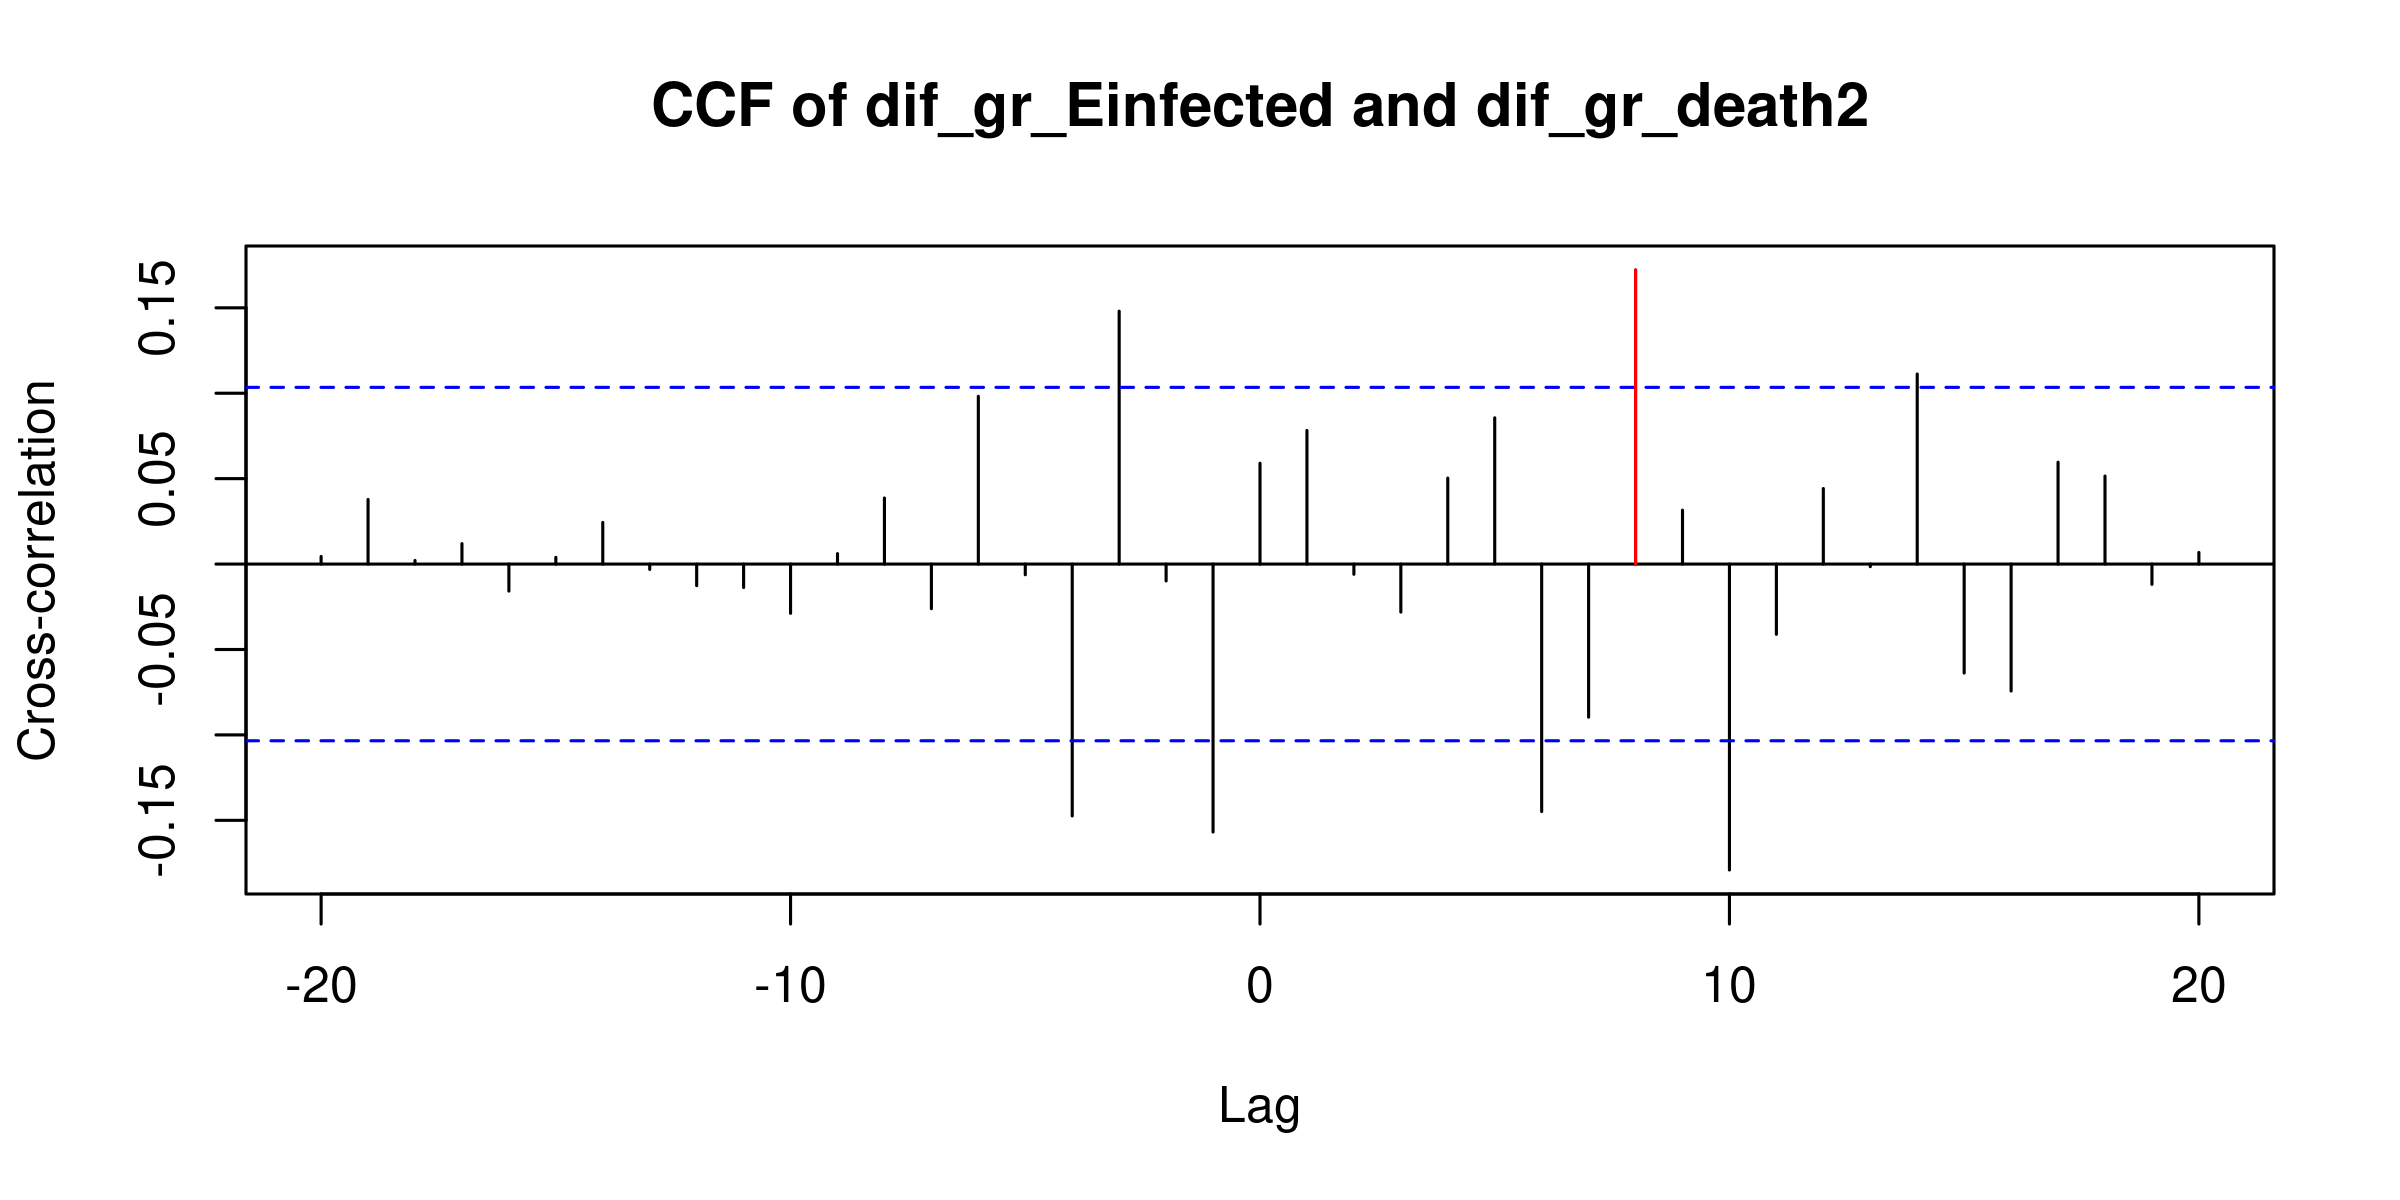 CCF of dif_gr_Einfected and dif_gr_death2
Cross-correlation
0.15
0.05
-0.05
-0.15
-20 -10 0 10 20
Lag